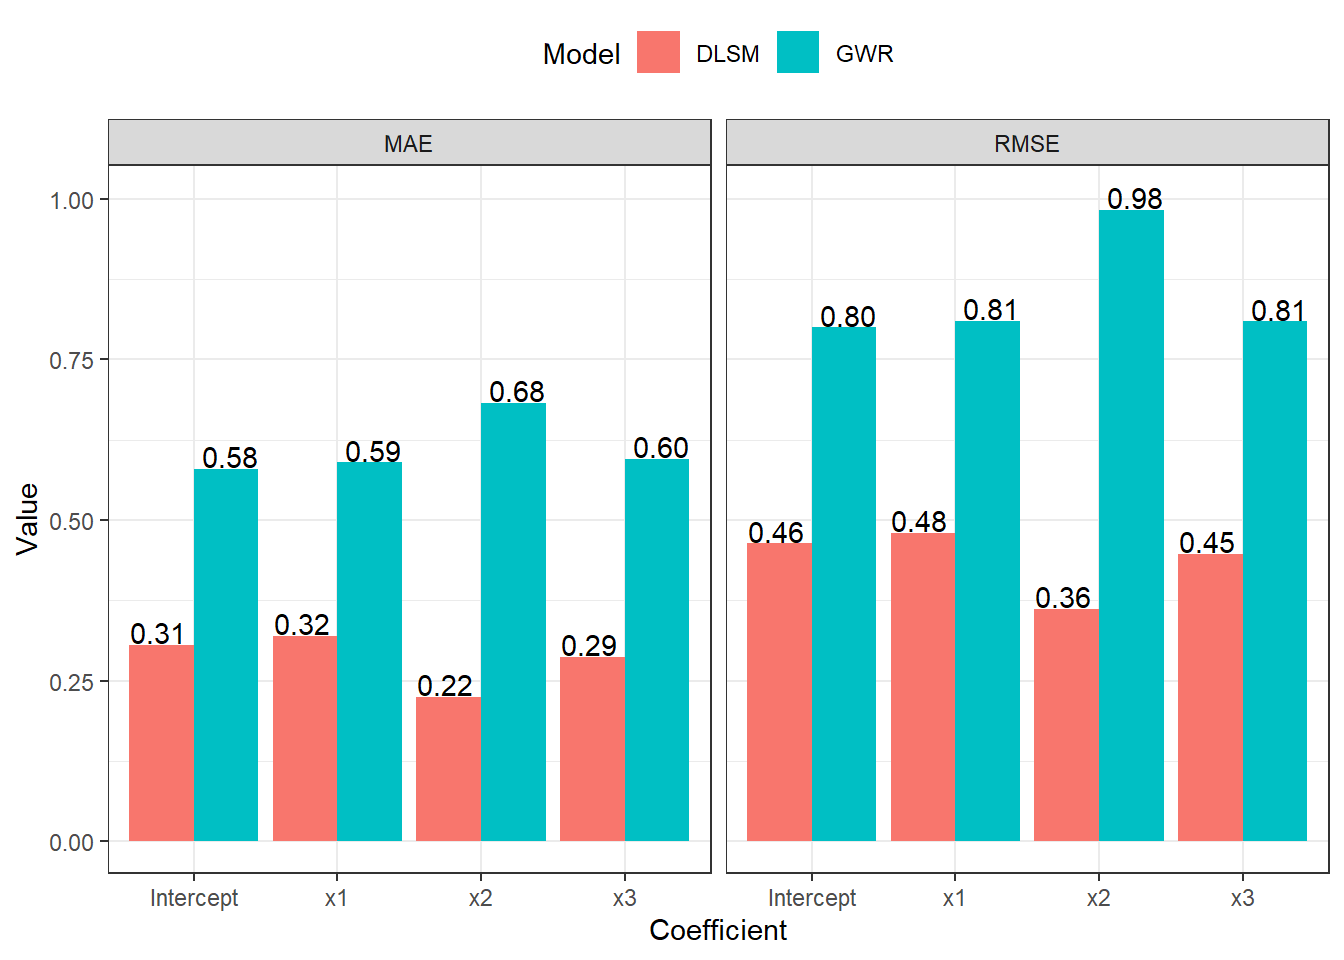 Model DLSM GWR
MAE RMSE
1.00
0.75
0.50
0.25
0.00
Value
0.31 0.58 0.32 0.59 0.22 0.68 0.29 0.60
0.46 0.80 0.48 0.81 0.36 0.98 0.45 0.81
Intercept x1 x2 x3 Intercept x1 x2 x3
Coefficient